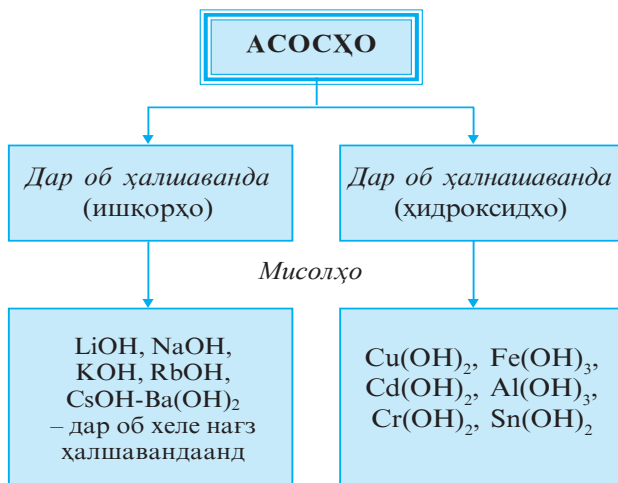 АСОСҲО
Дар об ҳалшаванда
(ишқорҳо)
Дар об ҳалнашаванда
(ҳидроксидҳо)
Мисолҳо
LiOH, NaOH,
KOH, RbOH,
CsOH-Ba(OH)₂
– дар об хеле нағз
ҳалшавандаанд
Cu(OH)₂, Fe(OH)₃,
Cd(OH)₂, Al(OH)₃,
Cr(OH)₂, Sn(OH)₂